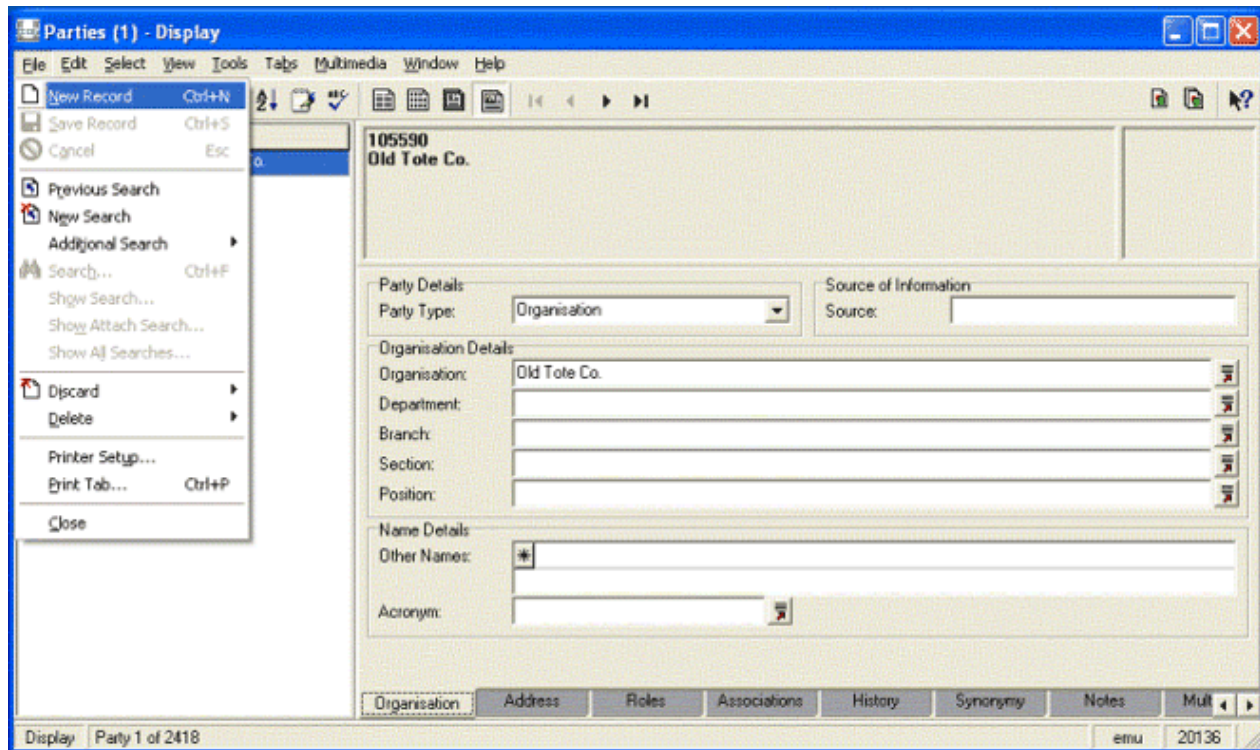 Parties (1) - Display
File Edit Select View Tools Tabs Multimedia Window Help
New Record Ctrl+N
Save Record Ctrl+S
Cancel Esc
Previous Search
New Search
Additional Search
Search... Ctrl+F
Show Search...
Show Attach Search...
Show All Searches...
Discard
Delete
Printer Setup...
Print Tab... Ctrl+P
Close
105590
Old Tote Co.
Party Details
Party Type: Organisation
Source of Information
Source:
Organisation Details
Organisation: Old Tote Co.
Department:
Branch:
Section:
Position:
Name Details
Other Names:
Acronym:
Organisation Address Roles Associations History Synonymy Notes Mult
Display Party 1 of 2418 emu 20136